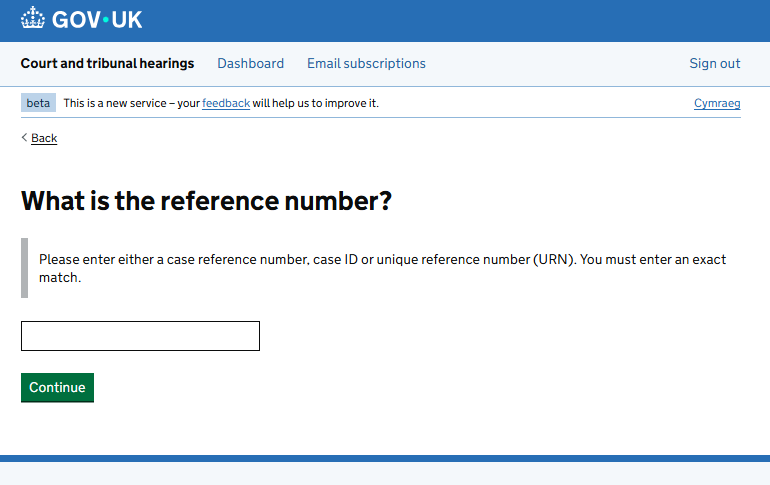 GOV·UK
Court and tribunal hearings Dashboard Email subscriptions Sign out
beta This is a new service – your feedback will help us to improve it. Cymraeg
Back
What is the reference number?
Please enter either a case reference number, case ID or unique reference number (URN). You must enter an exact
match.
Continue